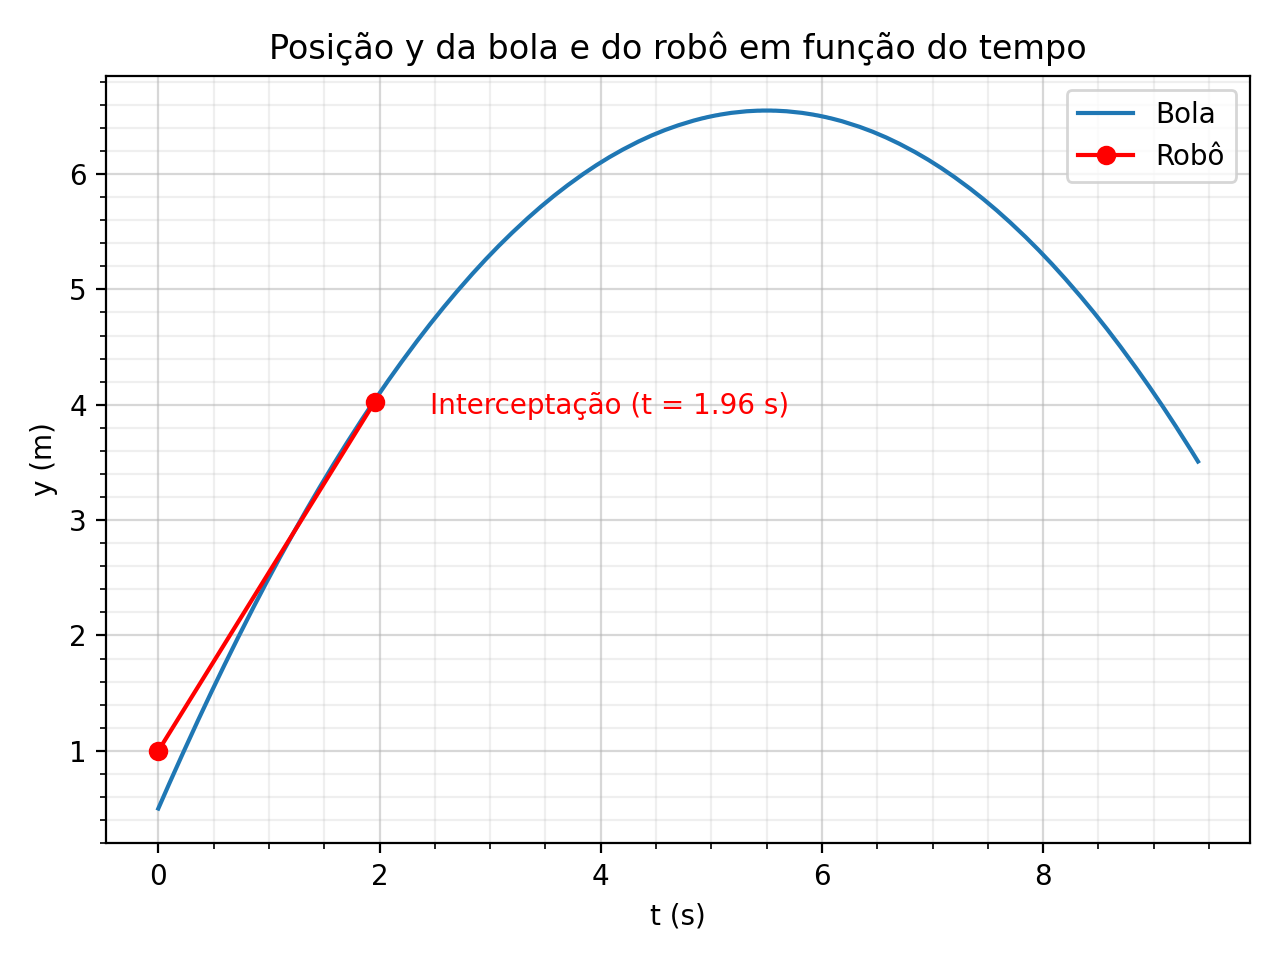 Posição y da bola e do robô em função do tempo
Bola
Robô
Interceptação (t = 1.96 s)
y (m)
6
5
4
3
2
1
0 2 4 6 8
t (s)